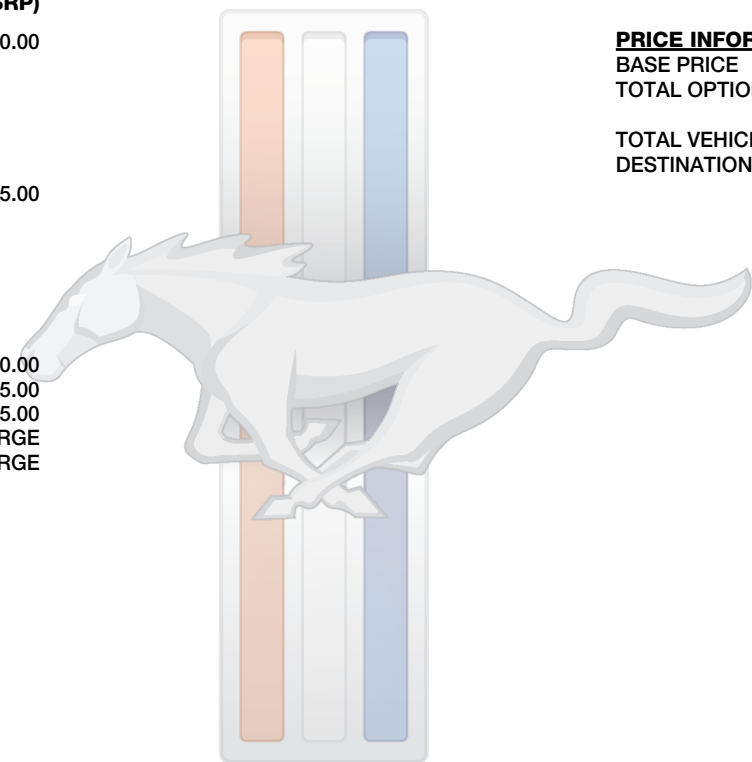 SRP)
0.00
5.00
0.00
5.00
5.00
RGE
RGE
PRICE INFOR
BASE PRICE
TOTAL OPTIO
TOTAL VEHICL
DESTINATION